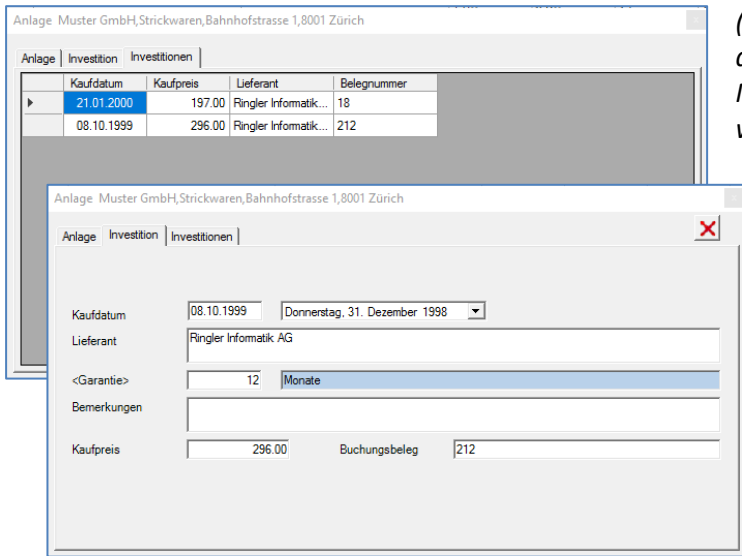 Anlage Muster GmbH,Strickwaren,Bahnhofstrasse 1,8001 Zürich
Anlage Investition Investitionen
Kaufdatum Kaufpreis Lieferant Belegnummer
21.01.2000 197.00 Ringler Informatik... 18
08.10.1999 296.00 Ringler Informatik... 212
Anlage Muster GmbH,Strickwaren,Bahnhofstrasse 1,8001 Zürich
Anlage Investition Investitionen
Kaufdatum 08.10.1999 Donnerstag, 31. Dezember 1998
Lieferant Ringler Informatik AG
<Garantie> 12 Monate
Bemerkungen
Kaufpreis 296.00 Buchungsbeleg 212